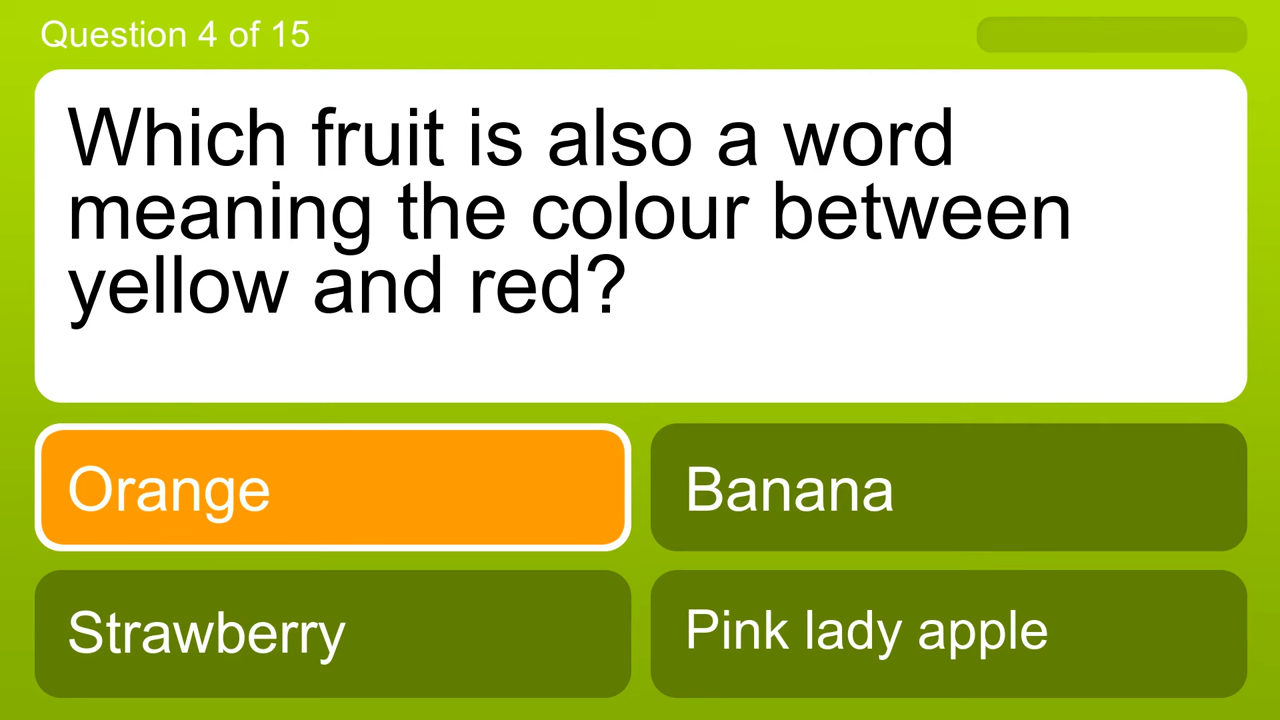 Question 4 of 15
Which fruit is also a word
meaning the colour between
yellow and red?
Orange
Banana
Strawberry
Pink lady apple